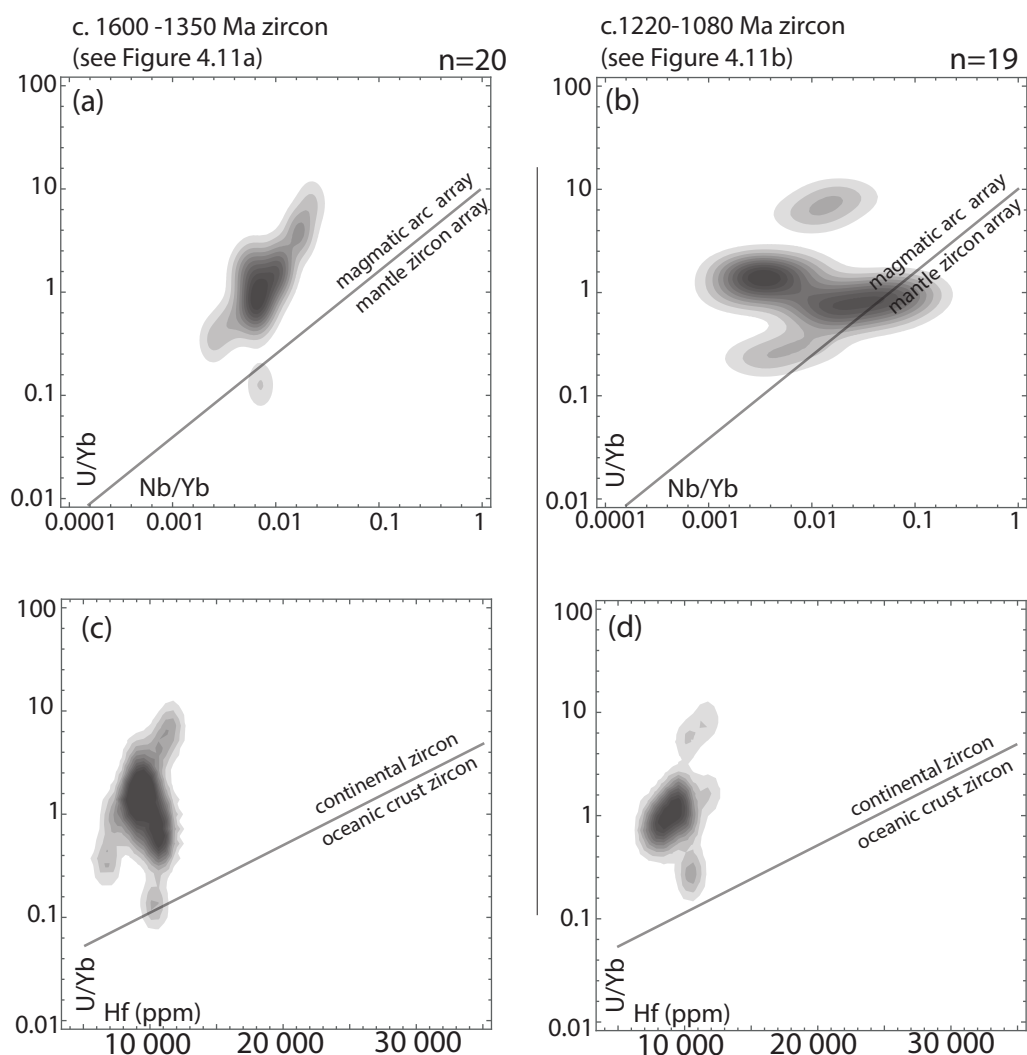 c. 1600 -1350 Ma zircon
(see Figure 4.11a)
n=20
c.1220-1080 Ma zircon
(see Figure 4.11b)
n=19
(a)
100
10
1
0.1
0.01
U/Yb
Nb/Yb
magmatic arc array
mantle zircon array
0.0001
0.001
0.01
0.1
1
(b)
100
10
1
0.1
0.01
U/Yb
Nb/Yb
magmatic arc array
mantle zircon array
0.0001
0.001
0.01
0.1
1
(c)
100
10
1
0.1
0.01
U/Yb
Hf (ppm)
continental zircon
oceanic crust zircon
10 000
20 000
30 000
(d)
100
10
1
0.1
0.01
U/Yb
Hf (ppm)
continental zircon
oceanic crust zircon
10 000
20 000
30 000